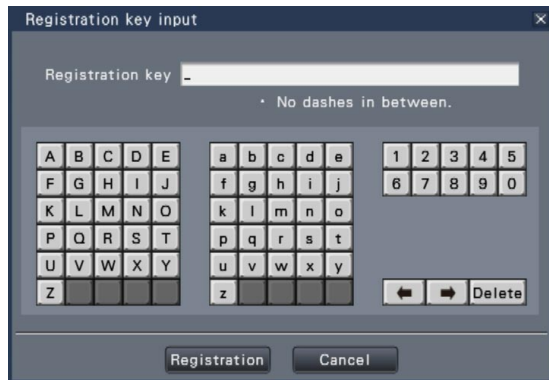 Registration key input ×
Registration key _
・ No dashes in between.
A B C D E a b c d e 1 2 3 4 5
F G H I J f g h i j 6 7 8 9 0
K L M N O k l m n o
P Q R S T p q r s t
U V W X Y u v w x y
Z z ← → Delete
Registration Cancel